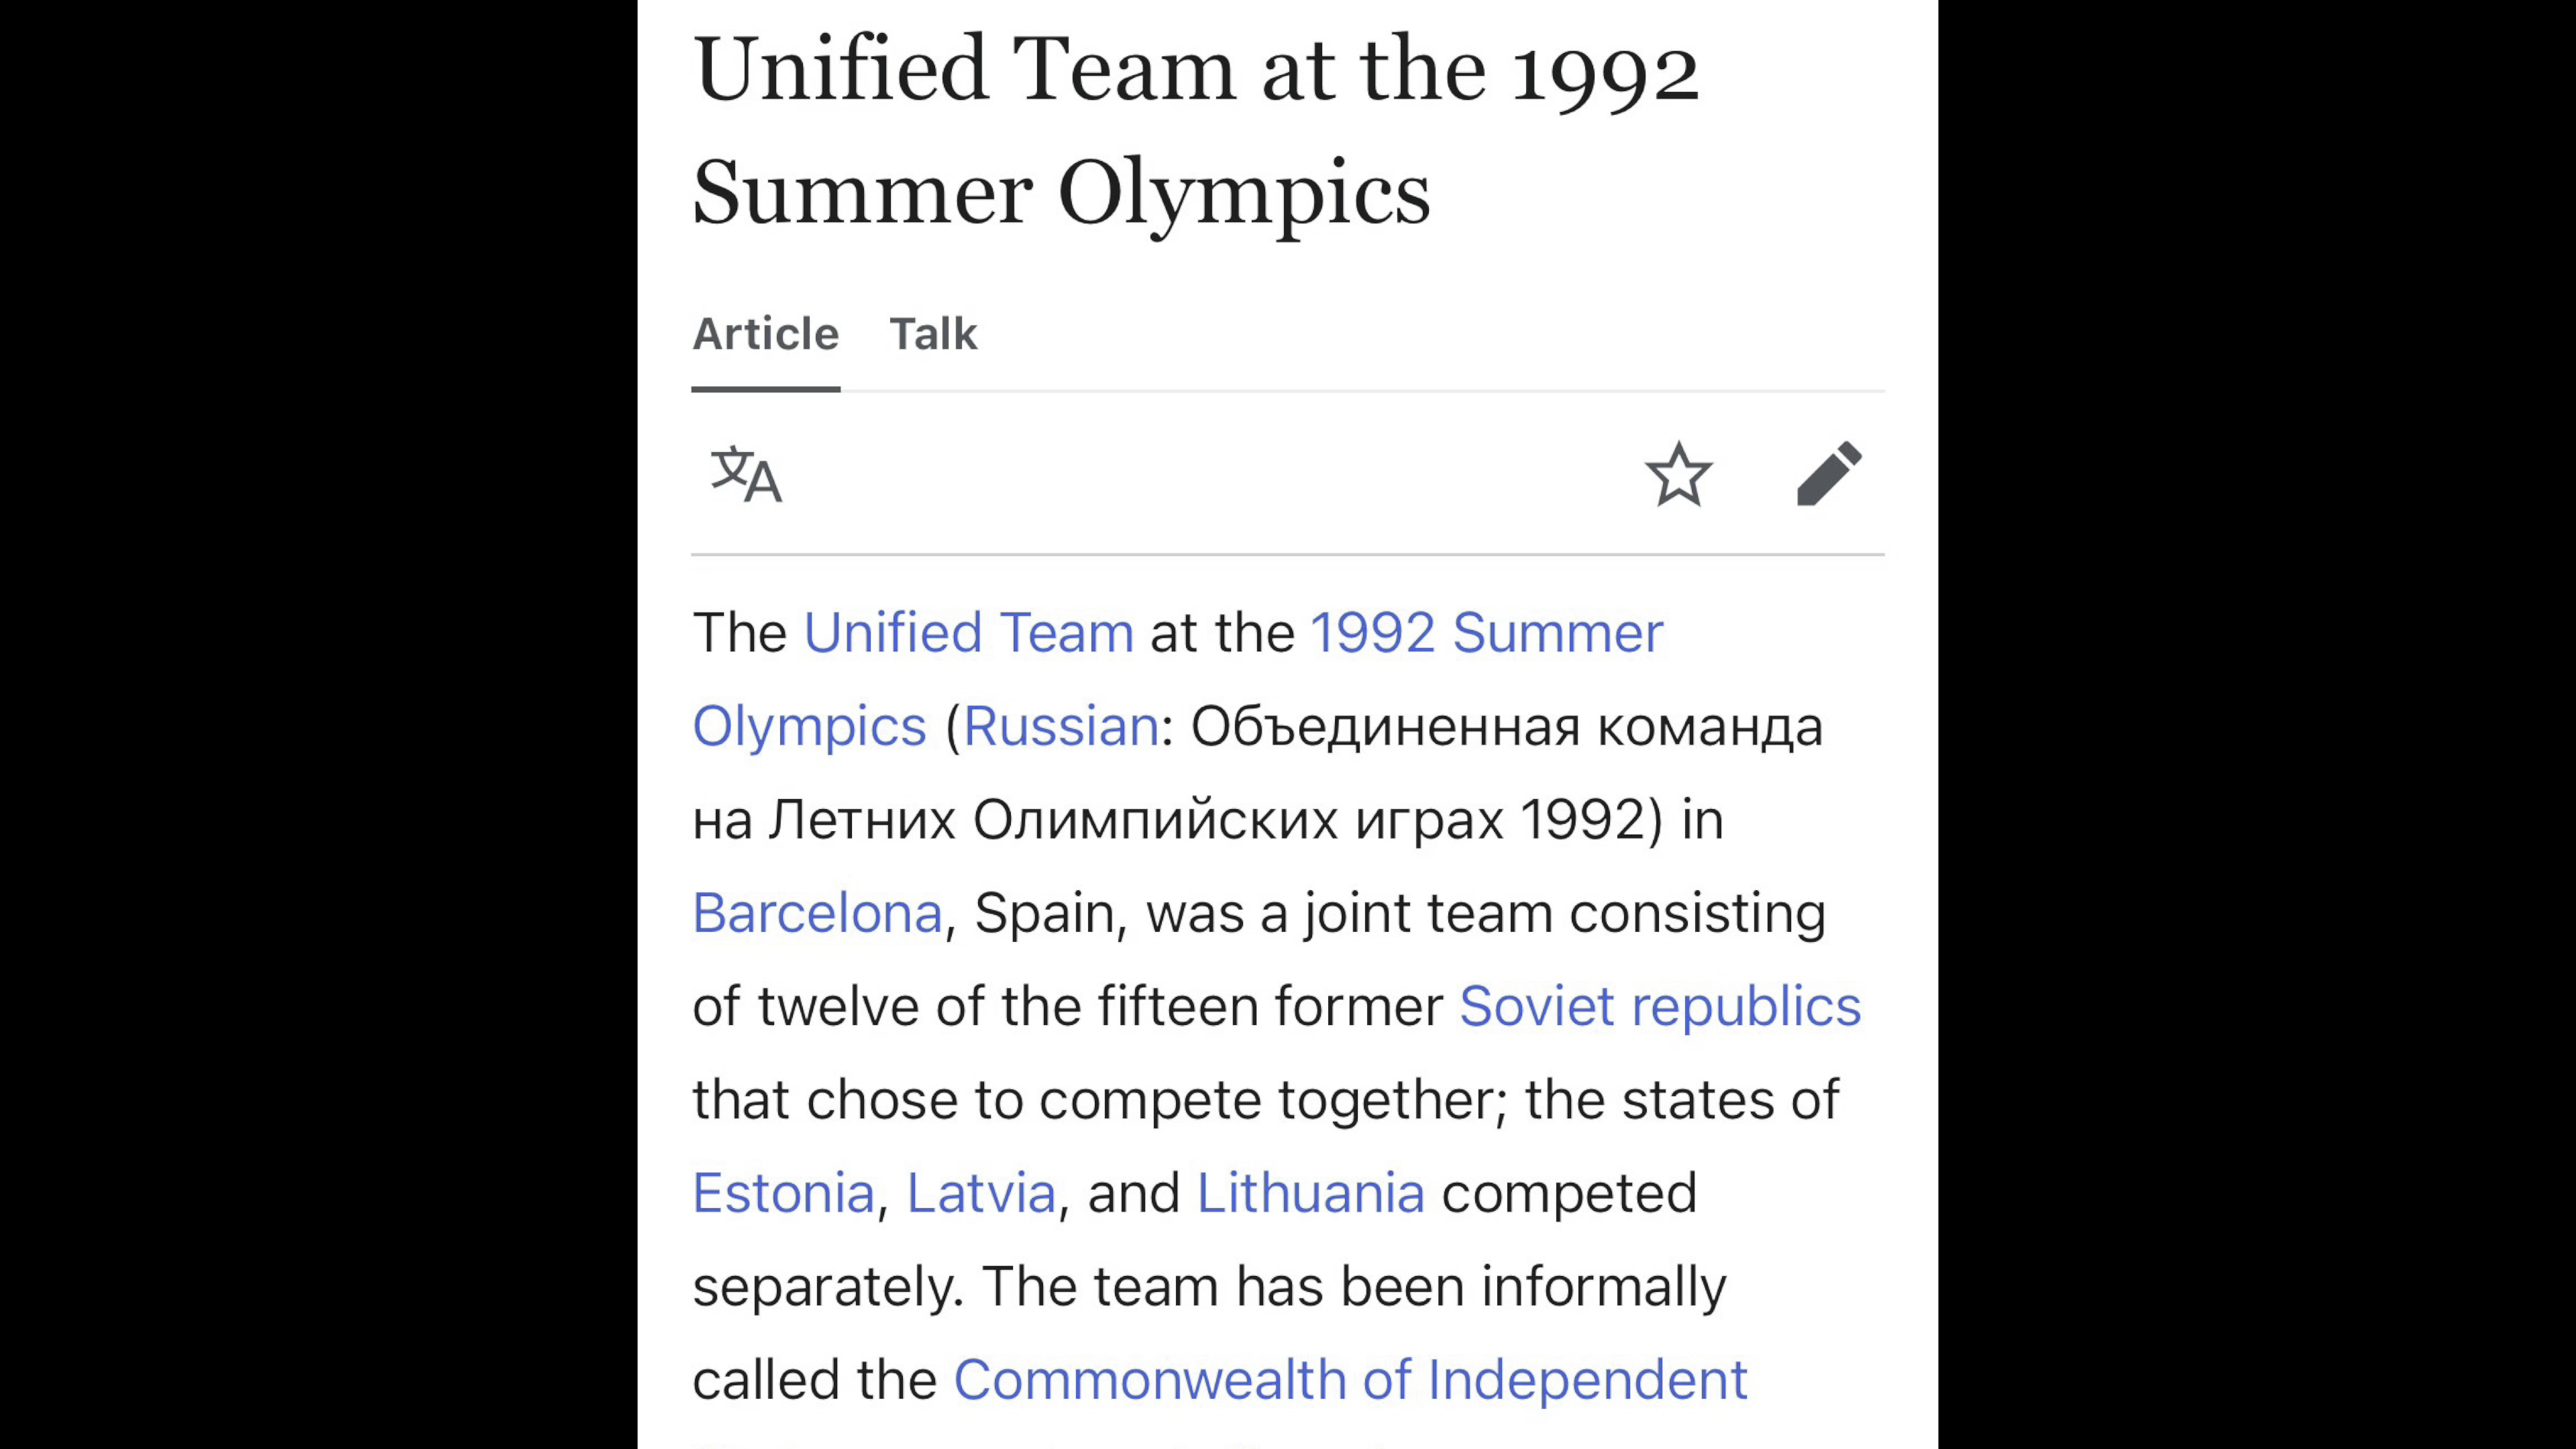 Unified Team at the 1992
Summer Olympics
Article Talk
文A
The Unified Team at the 1992 Summer
Olympics (Russian: Объединенная команда
на Летних Олимпийских играх 1992) in
Barcelona, Spain, was a joint team consisting
of twelve of the fifteen former Soviet republics
that chose to compete together; the states of
Estonia, Latvia, and Lithuania competed
separately. The team has been informally
called the Commonwealth of Independent